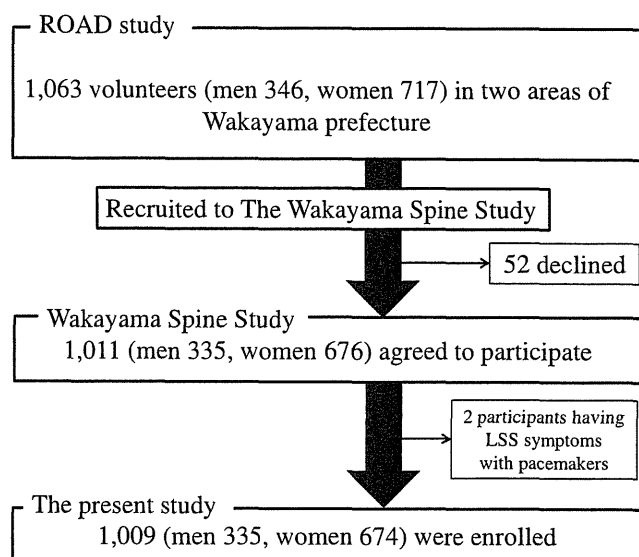 ROAD study
1,063 volunteers (men 346, women 717) in two areas of
Wakayama prefecture
Recruited to The Wakayama Spine Study
52 declined
Wakayama Spine Study
1,011 (men 335, women 676) agreed to participate
2 participants having
LSS symptoms
with pacemakers
The present study
1,009 (men 335, women 674) were enrolled